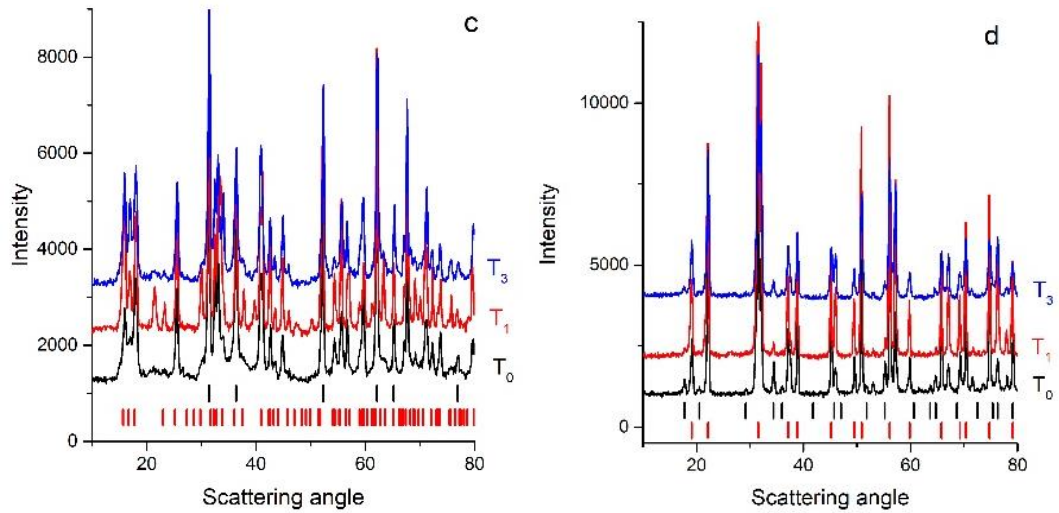 c
8000
6000
4000
2000
0
Intensity
T3
T1
T0
20 40 60 80
Scattering angle
d
10000
5000
0
Intensity
T3
T1
T0
20 40 60 80
Scattering angle